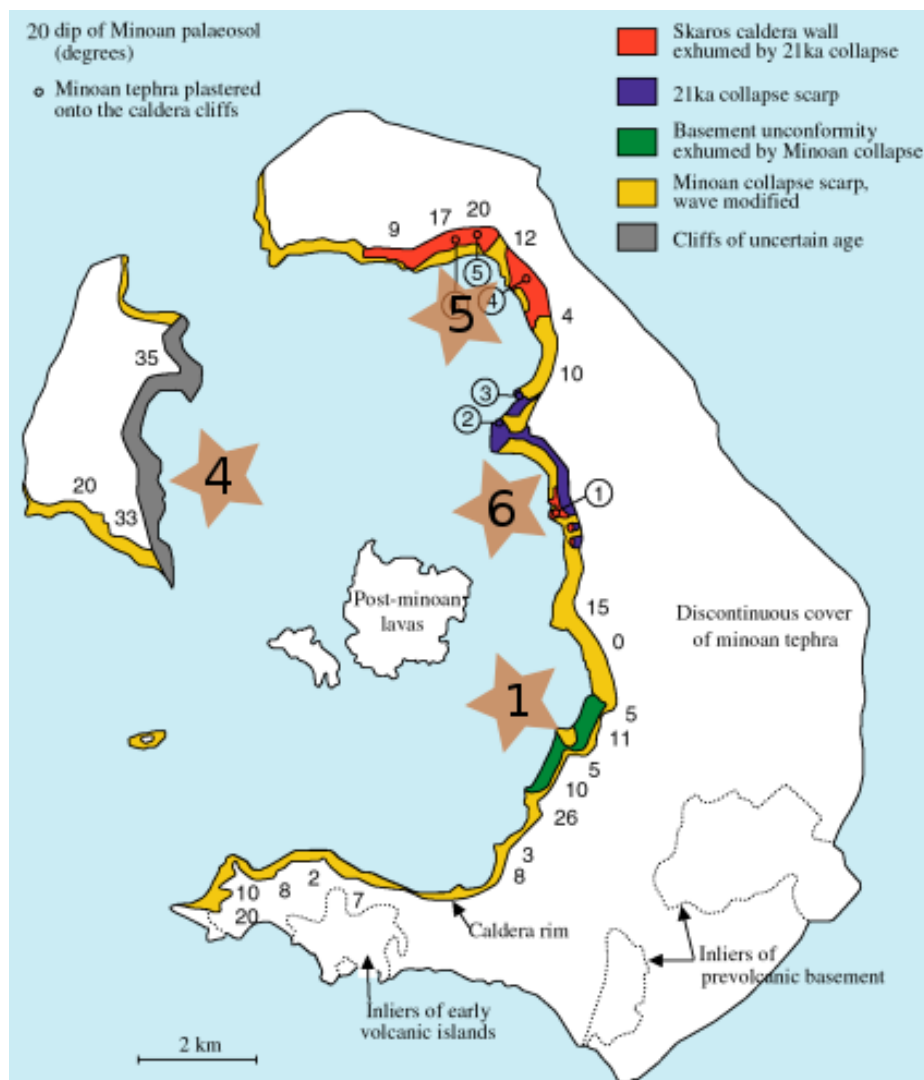 20 dip of Minoan palaeosol
(degrees)
Minoan tephra plastered
onto the caldera cliffs
Skaros caldera wall
exhumed by 21ka collapse
21ka collapse scarp
Basement unconformity
exhumed by Minoan collapse
Minoan collapse scarp,
wave modified
Cliffs of uncertain age
9
17
20
12
5
4
5
4
35
10
3
2
20
33
4
6
1
Post-minoan
lavas
15
0
Discontinuous cover
of minoan tephra
1
5
11
5
10
26
3
8
2
8
10
20
7
Caldera rim
Inliers of
prevolcanic basement
Inliers of early
volcanic islands
2 km